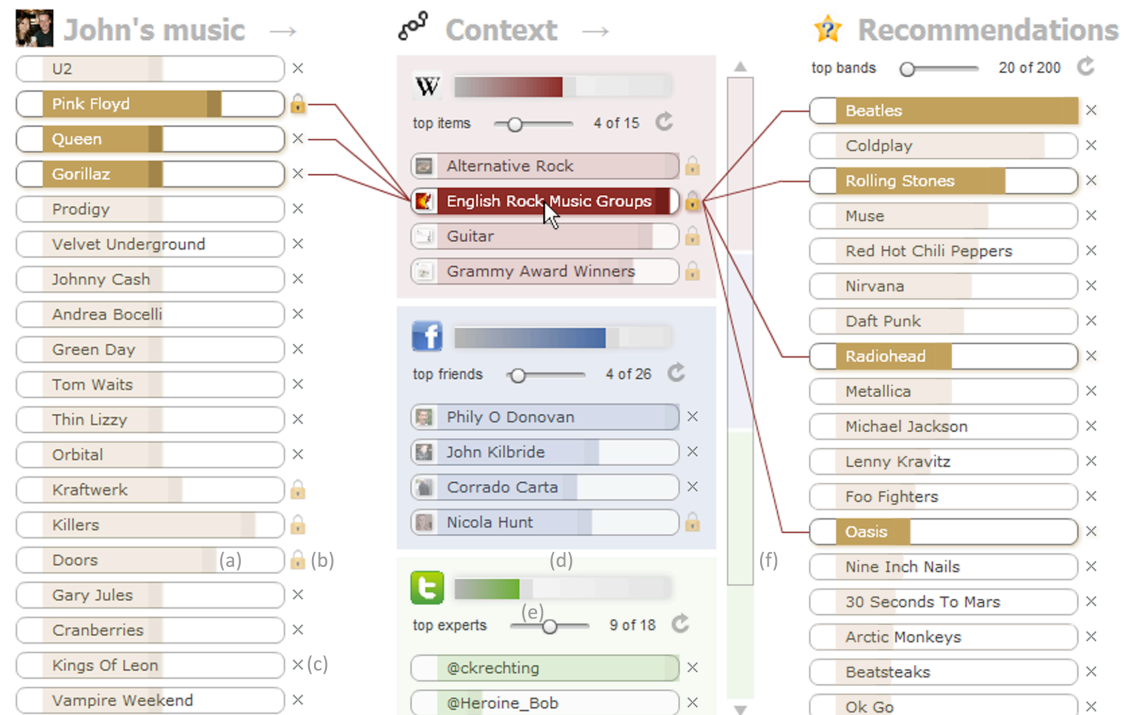 John's music →
U2 ×
Pink Floyd
Queen ×
Gorillaz ×
Prodigy ×
Velvet Underground ×
Johnny Cash ×
Andrea Bocelli ×
Green Day ×
Tom Waits ×
Thin Lizzy ×
Orbital ×
Kraftwerk
Killers
Doors (a) (b)
Gary Jules ×
Cranberries ×
Kings Of Leon × (c)
Vampire Weekend ×
Context →
W
top items 4 of 15
Alternative Rock
English Rock Music Groups
Guitar
Grammy Award Winners
f
top friends 4 of 26
Phily O Donovan ×
John Kilbride ×
Corrado Carta ×
Nicola Hunt
(d)
t
(e)
top experts 9 of 18
@ckrechting ×
@Heroine_Bob ×
(f)
? Recommendations
top bands 20 of 200
Beatles ×
Coldplay ×
Rolling Stones ×
Muse ×
Red Hot Chili Peppers ×
Nirvana ×
Daft Punk ×
Radiohead ×
Metallica ×
Michael Jackson ×
Lenny Kravitz ×
Foo Fighters ×
Oasis ×
Nine Inch Nails ×
30 Seconds To Mars ×
Arctic Monkeys ×
Beatsteaks ×
Ok Go ×